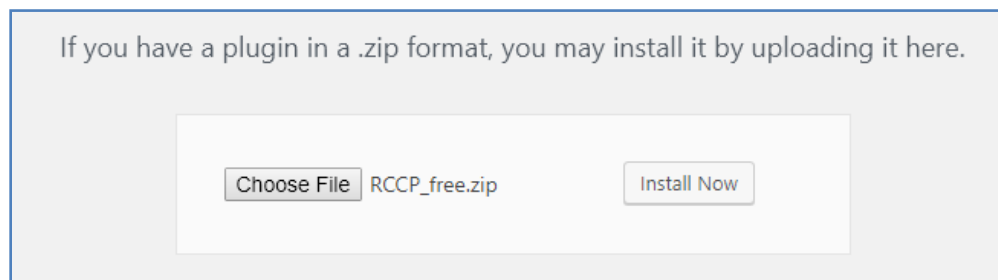 If you have a plugin in a .zip format, you may install it by uploading it here.
Choose File RCCP_free.zip Install Now